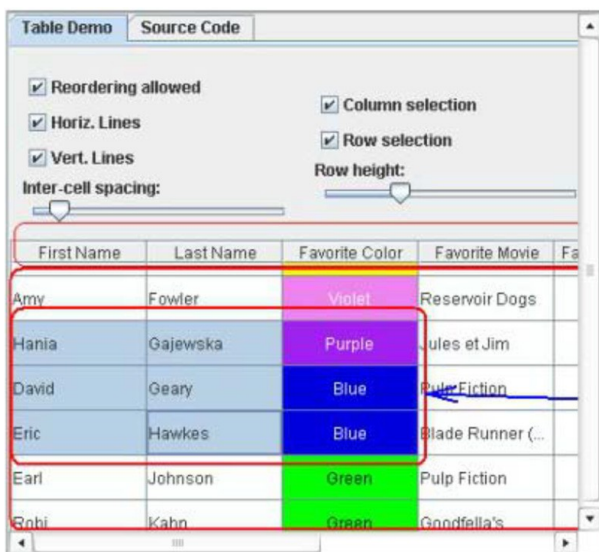 Table Demo Source Code
Reordering allowed
Column selection
Horiz. Lines
Row selection
Vert. Lines
Row height:
Inter-cell spacing:
First Name Last Name Favorite Color Favorite Movie Fa
Amy Fowler Violet Reservoir Dogs
Hania Gajewska Purple Jules et Jim
David Geary Blue Pulp Fiction
Eric Hawkes Blue Blade Runner (...
Earl Johnson Green Pulp Fiction
Robi Kahn Green Goodfella's